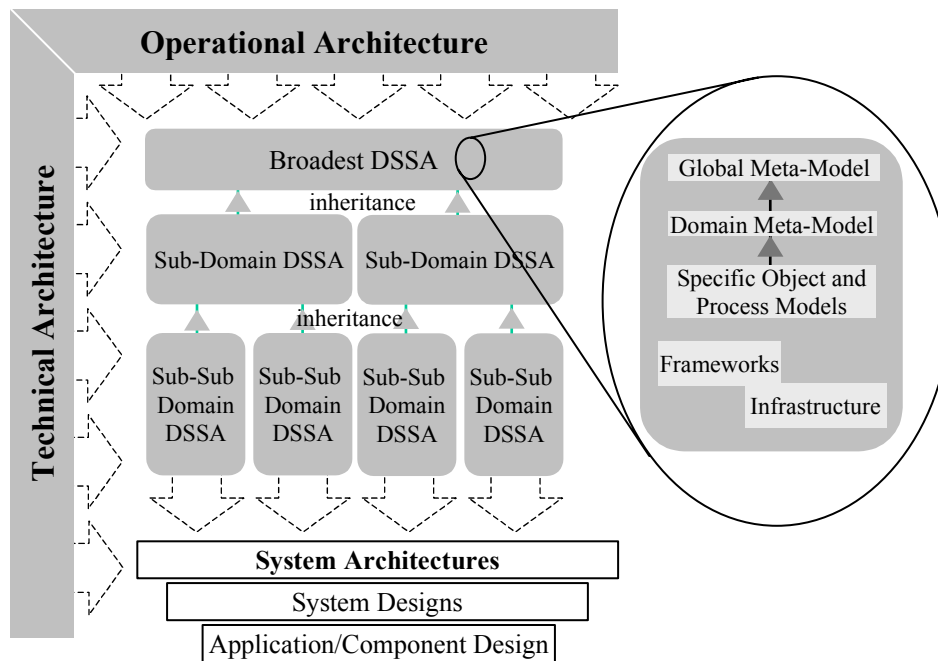 Operational Architecture
Technical Architecture
Broadest DSSA
inheritance
Sub-Domain DSSA
Sub-Domain DSSA
inheritance
Sub-Sub
Domain
DSSA
Sub-Sub
Domain
DSSA
Sub-Sub
Domain
DSSA
Sub-Sub
Domain
DSSA
System Architectures
System Designs
Application/Component Design
Global Meta-Model
Domain Meta-Model
Specific Object and
Process Models
Frameworks
Infrastructure